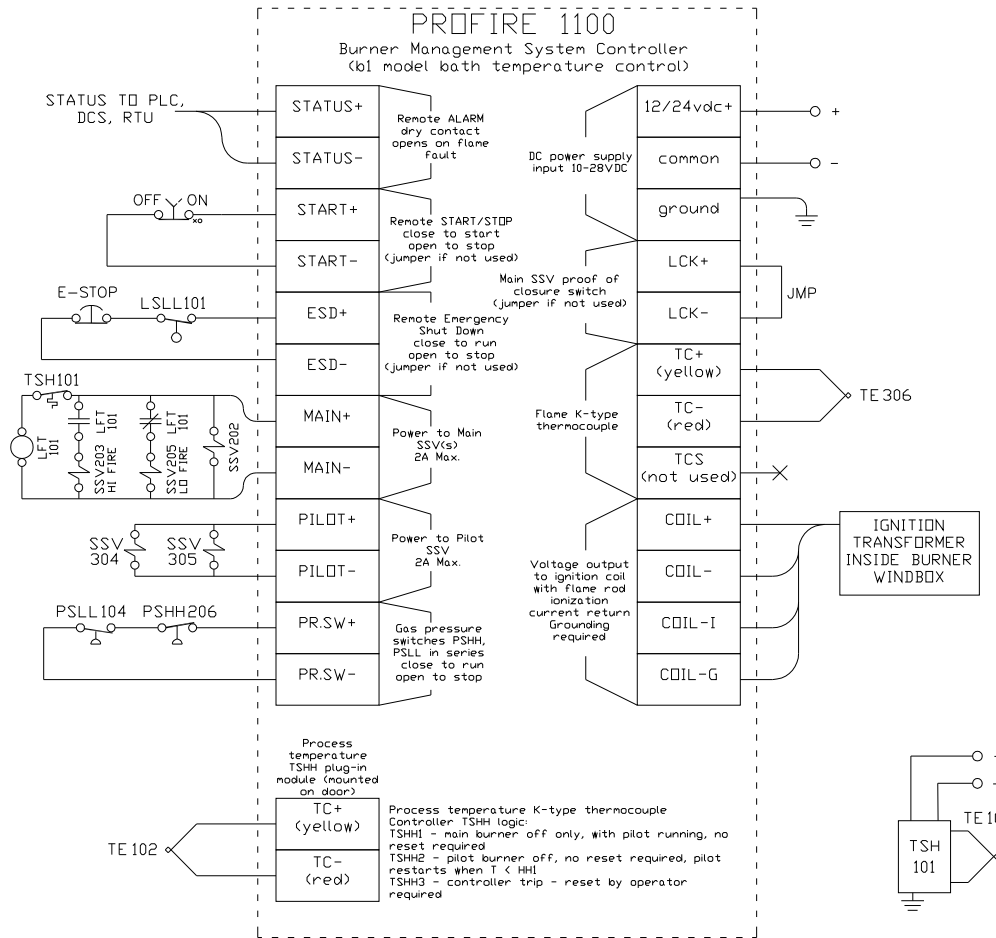 PROFIRE 1100
Burner Management System Controller
(b1 model bath temperature control)
STATUS TO PLC,
DCS, RTU
STATUS+
STATUS-
Remote ALARM
dry contact
opens on flame
fault
OFF ON
xo
START+
START-
Remote START/STOP
close to start
open to stop
(jumper if not used)
E-STOP
LSLL101
ESD+
ESD-
Remote Emergency
Shut Down
close to run
open to stop
(jumper if not used)
TSH101
LFT
101
LFT
101
SSV203
HI FIRE
LFT
101
SSV205
LO FIRE
SSV202
MAIN+
MAIN-
Power to Main
SSV(s)
2A Max.
SSV
304
SSV
305
PILOT+
PILOT-
Power to Pilot
SSV
2A Max.
PSLL104
PSHH206
PR.SW+
PR.SW-
Gas pressure
switches PSHH,
PSLL in series
close to run
open to stop
DC power supply
input 10-28VDC
12/24vdc+
common
ground
+
-
Main SSV proof of
closure switch
(jumper if not used)
LCK+
LCK-
JMP
Flame K-type
thermocouple
TC+
(yellow)
TC-
(red)
TCS
(not used)
TE306
Voltage output
to ignition coil
with flame rod
ionization
current return
Grounding
required
COIL+
COIL-
COIL-I
COIL-G
IGNITION
TRANSFORMER
INSIDE BURNER
WINDBOX
Process
temperature
TSHH plug-in
module (mounted
on door)
TE102
TC+
(yellow)
TC-
(red)
Process temperature K-type thermocouple
Controller TSHH logic:
TSHH1 - main burner off only, with pilot running, no
reset required
TSHH2 - pilot burner off, no reset required, pilot
restarts when T < HH1
TSHH3 - controller trip - reset by operator
required
TSH
101